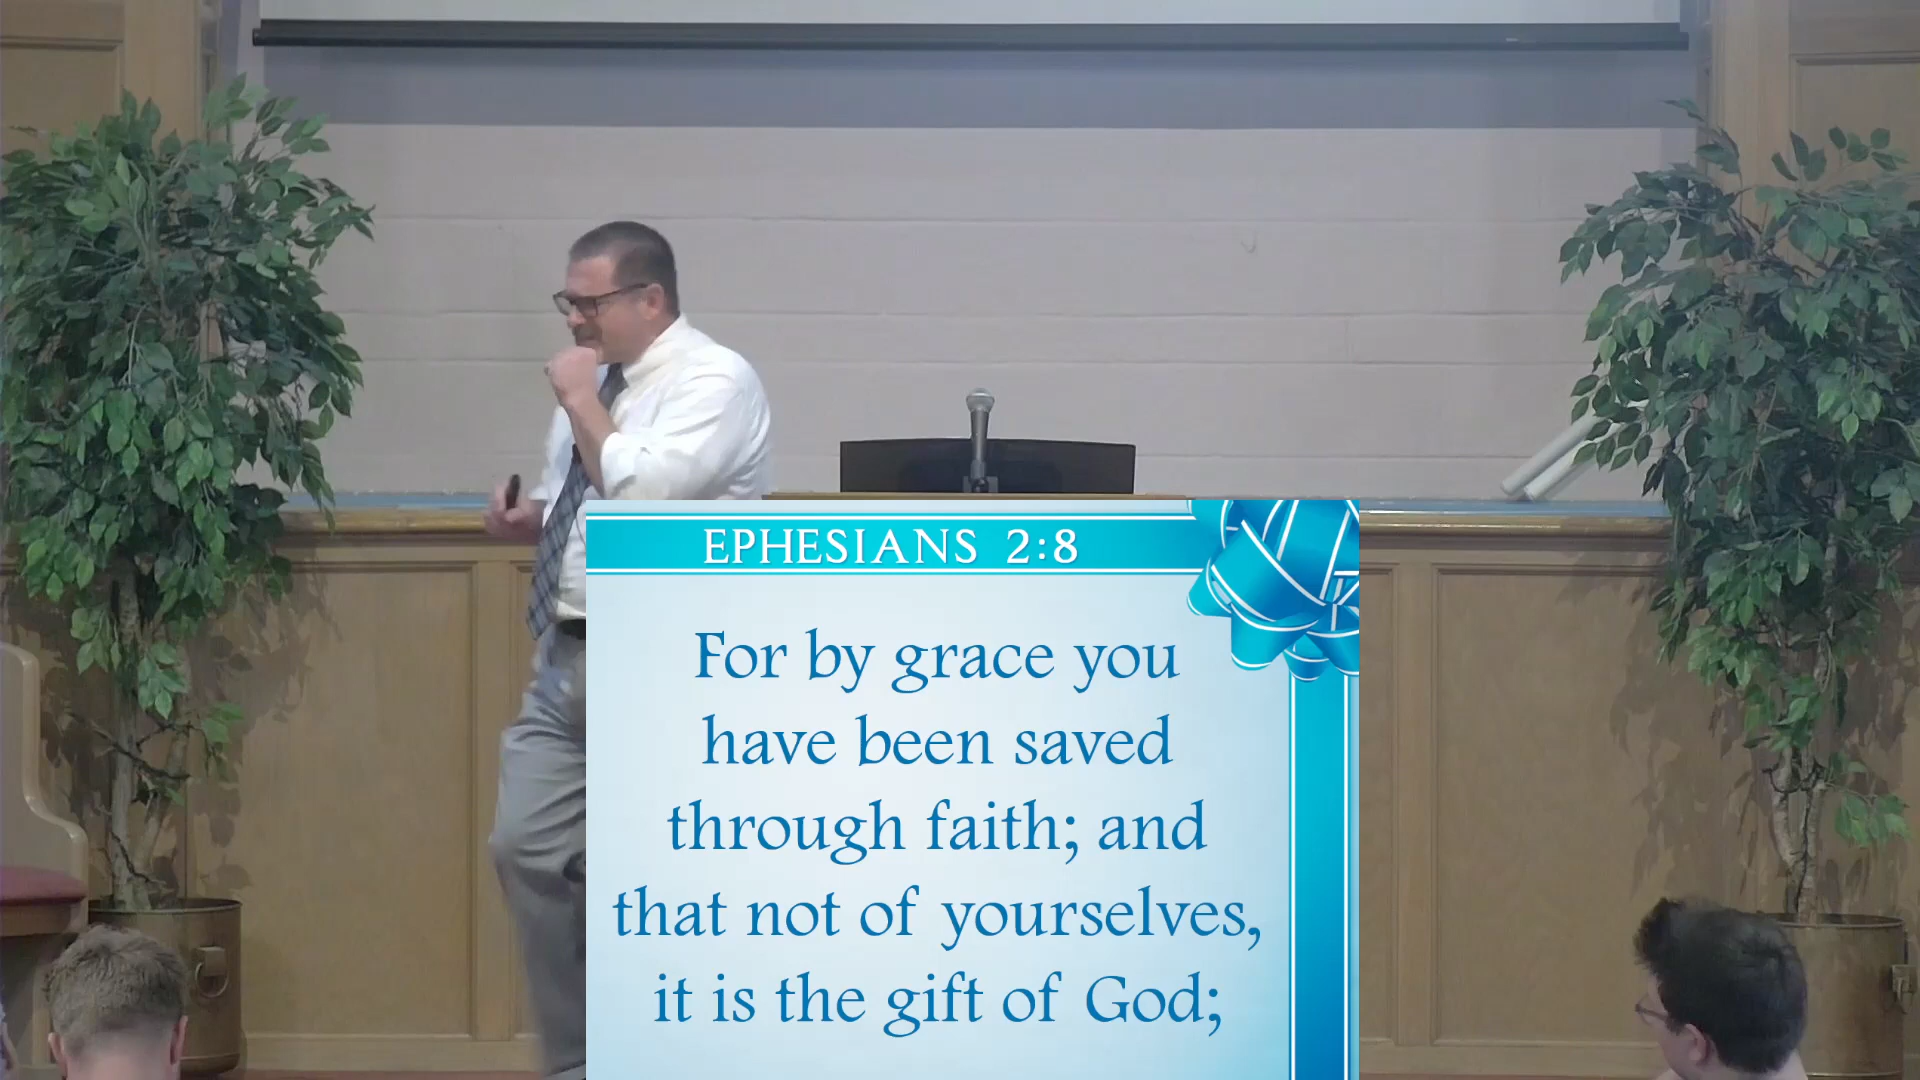 EPHESIANS 2:8
For by grace you
have been saved
through faith; and
that not of yourselves,
it is the gift of God;